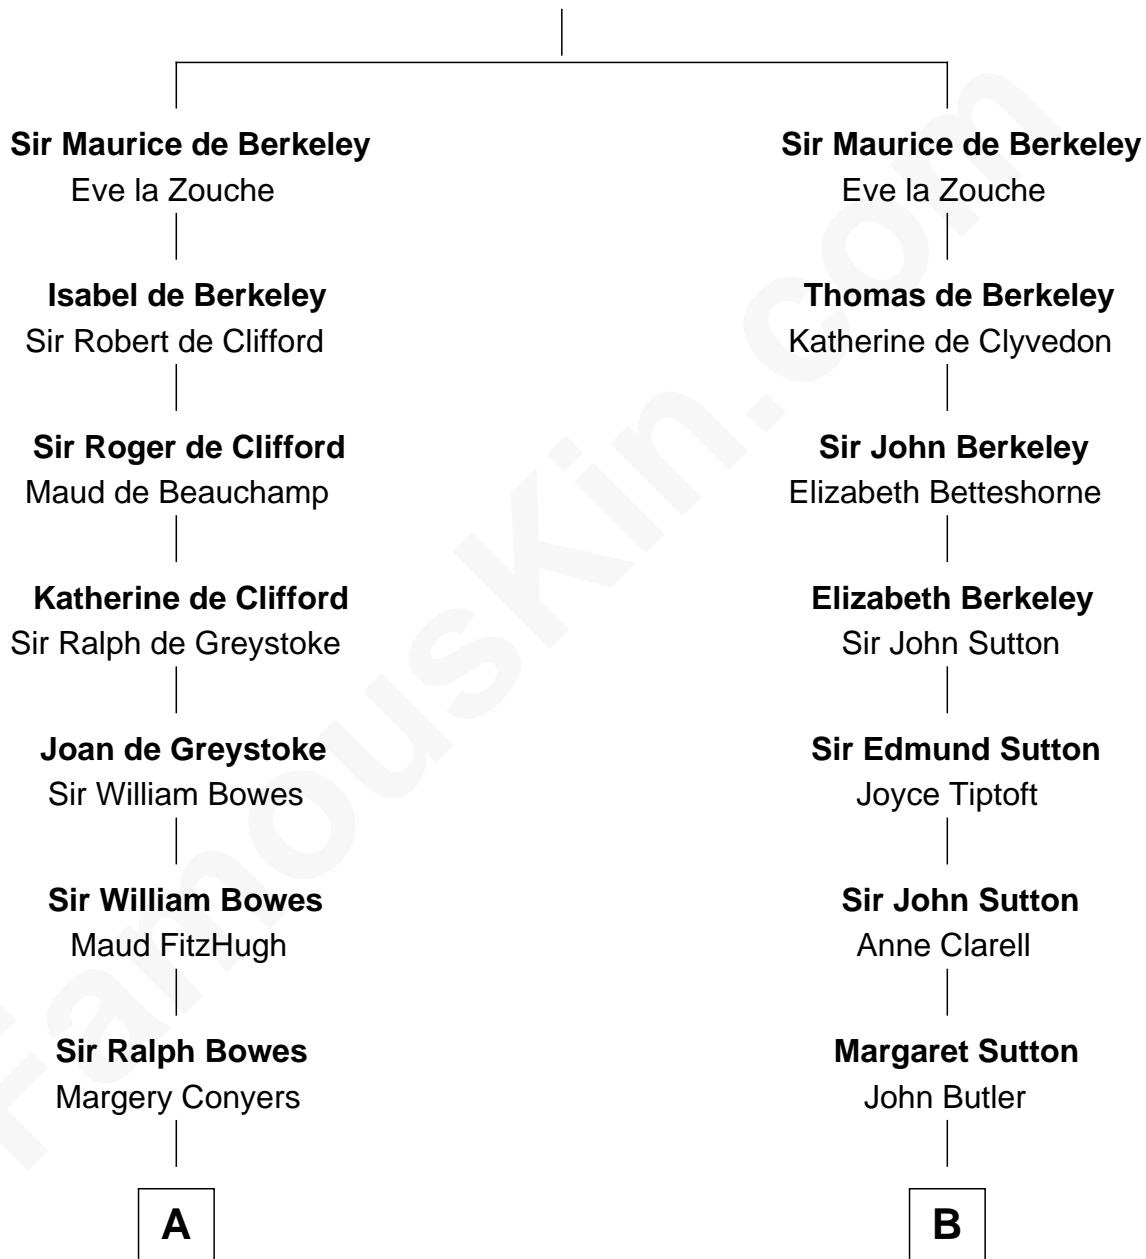 Sir Maurice de Berkeley
Eve la Zouche
Isabel de Berkeley
Sir Robert de Clifford
Sir Roger de Clifford
Maud de Beauchamp
Katherine de Clifford
Sir Ralph de Greystoke
Joan de Greystoke
Sir William Bowes
Sir William Bowes
Maud FitzHugh
Sir Ralph Bowes
Margery Conyers
A
Sir Maurice de Berkeley
Eve la Zouche
Thomas de Berkeley
Katherine de Clyvedon
Sir John Berkeley
Elizabeth Betteshorne
Elizabeth Berkeley
Sir John Sutton
Sir Edmund Sutton
Joyce Tiptoft
Sir John Sutton
Anne Clarell
Margaret Sutton
John Butler
B
FamousKin.com